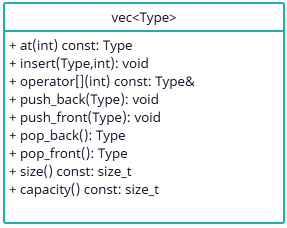 vec<Type>
+ at(int) const: Type
+ insert(Type,int): void
+ operator[](int) const: Type&
+ push_back(Type): void
+ push_front(Type): void
+ pop_back(): Type
+ pop_front(): Type
+ size() const: size_t
+ capacity() const: size_t